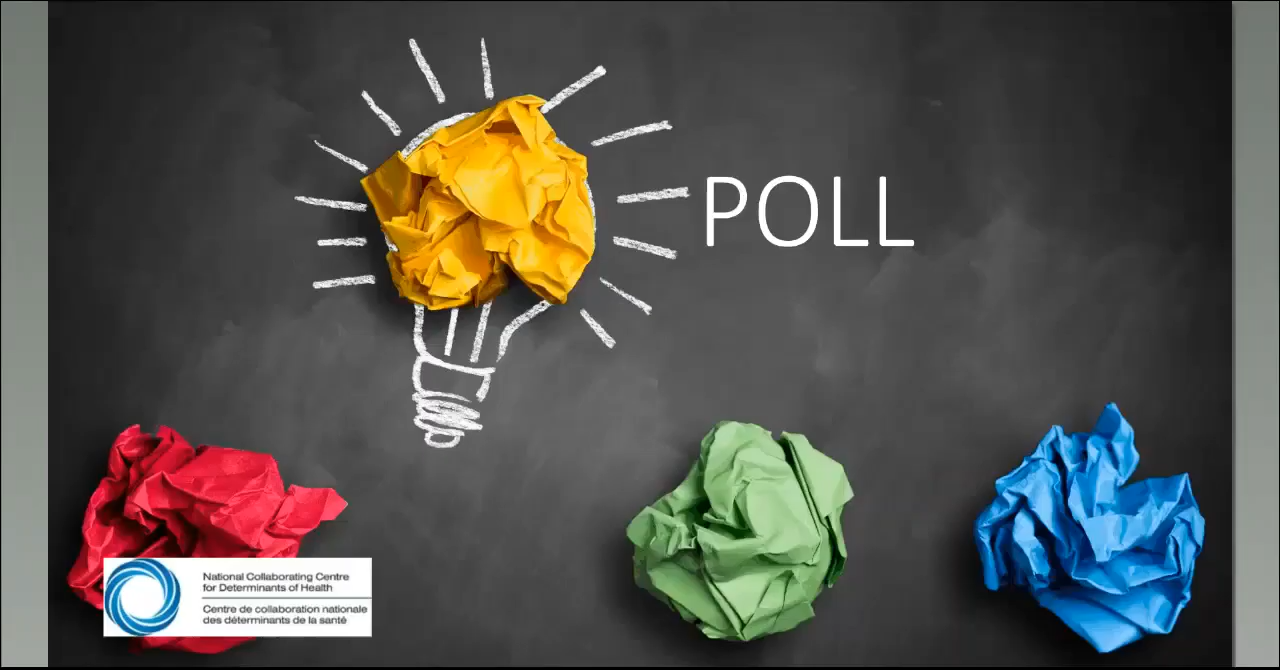 POLL
National Collaborating Centre
for Determinants of Health
Centre de collaboration nationale
des déterminants de la santé